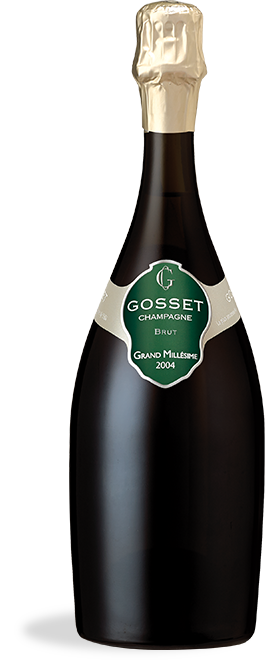 G
GOSSET
CHAMPAGNE
BRUT
GRAND MILLÉSIME
2004